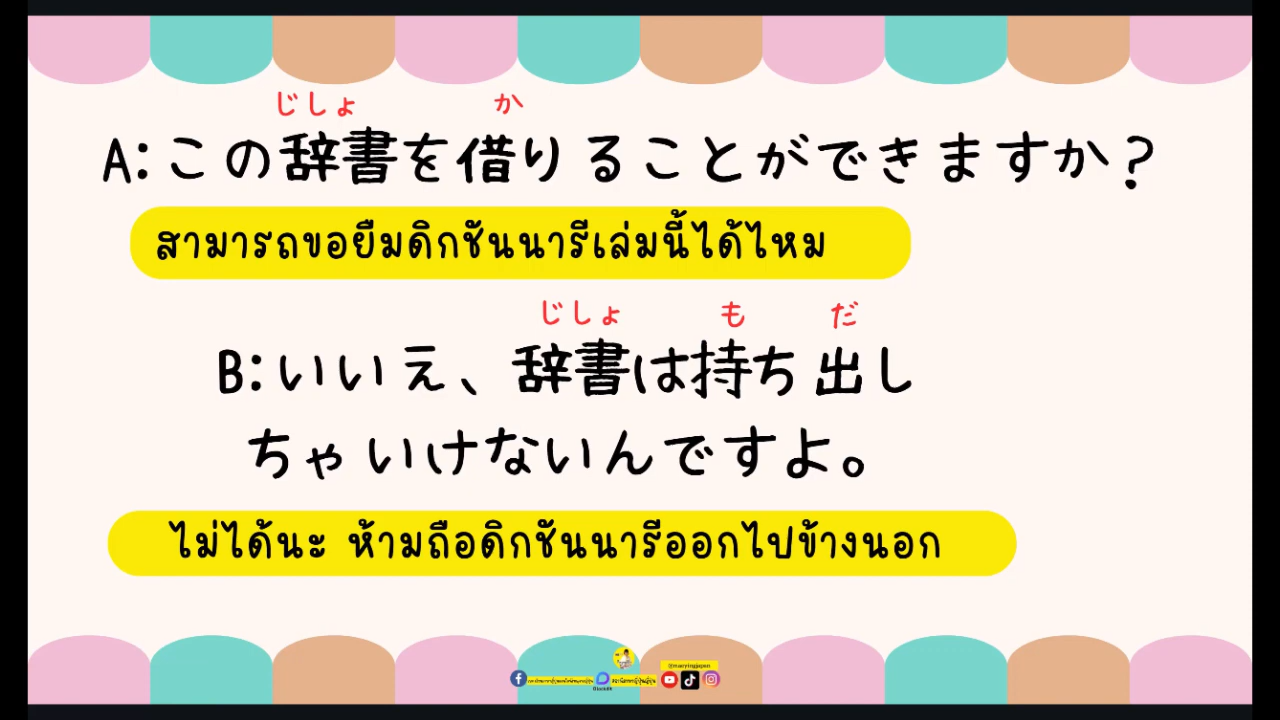 じしょ か
A:この辞書を借りることができますか?
สามารถขอยืมดิกชันนารีเล่มนี้ได้ไหม
じしょ も だ
B:いいえ、辞書は持ち出し
ちゃいけないんですよ。
ไม่ได้นะ ห้ามถือดิกชันนารีออกไปข้างนอก